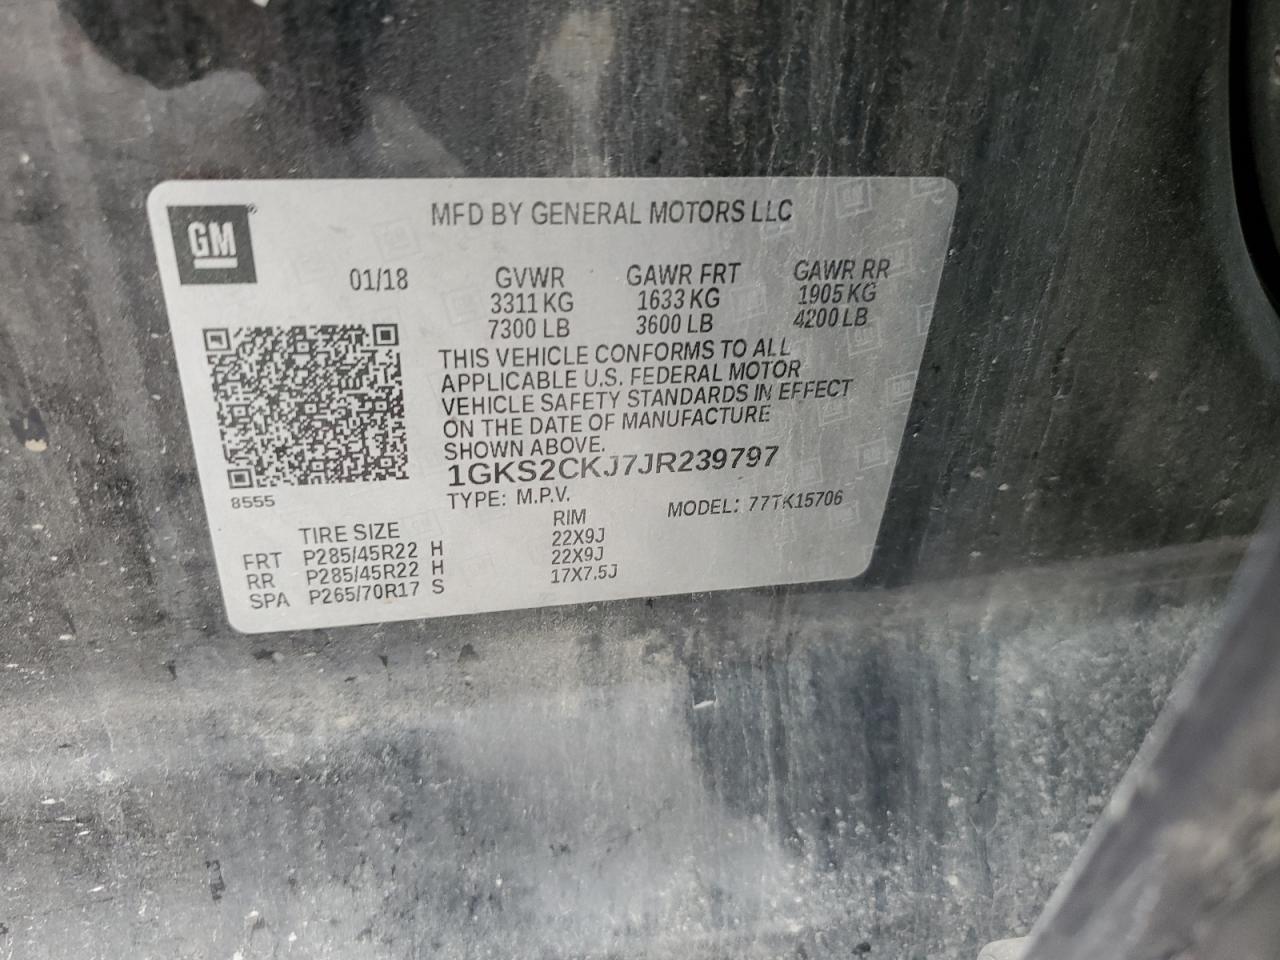 GM
MFD BY GENERAL MOTORS LLC
01/18 GVWR GAWR FRT GAWR RR
3311 KG 1633 KG 1905 KG
7300 LB 3600 LB 4200 LB
THIS VEHICLE CONFORMS TO ALL
APPLICABLE U.S. FEDERAL MOTOR
VEHICLE SAFETY STANDARDS IN EFFECT
ON THE DATE OF MANUFACTURE
SHOWN ABOVE.
1GKS2CKJ7JR239797
8555 TYPE: M.P.V. MODEL: 77TK15706
TIRE SIZE RIM
FRT P285/45R22 H 22X9J
RR P285/45R22 H 22X9J
SPA P265/70R17 S 17X7.5J